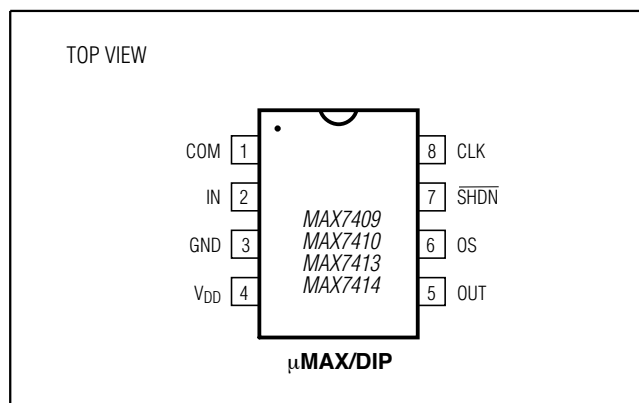 TOP VIEW
COM 1
IN 2
GND 3
VDD 4
8 CLK
7 SHDN
6 OS
5 OUT
MAX7409
MAX7410
MAX7413
MAX7414
µMAX/DIP